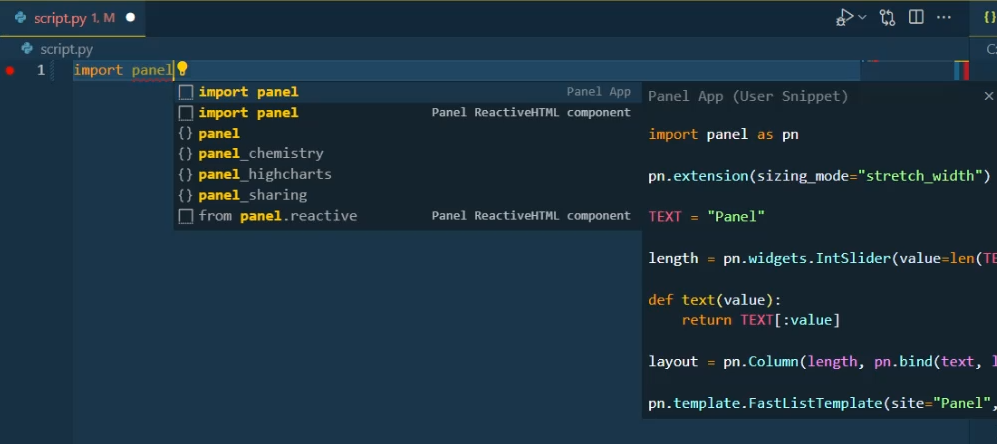 script.py 1, M
script.py
1 import panel
import panel Panel App
import panel Panel ReactiveHTML component
panel
panel_chemistry
panel_highcharts
panel_sharing
from panel.reactive Panel ReactiveHTML component
Panel App (User Snippet)
import panel as pn
pn.extension(sizing_mode="stretch_width")
TEXT = "Panel"
length = pn.widgets.IntSlider(value=len(TE
def text(value):
return TEXT[:value]
layout = pn.Column(length, pn.bind(text, l
pn.template.FastListTemplate(site="Panel",